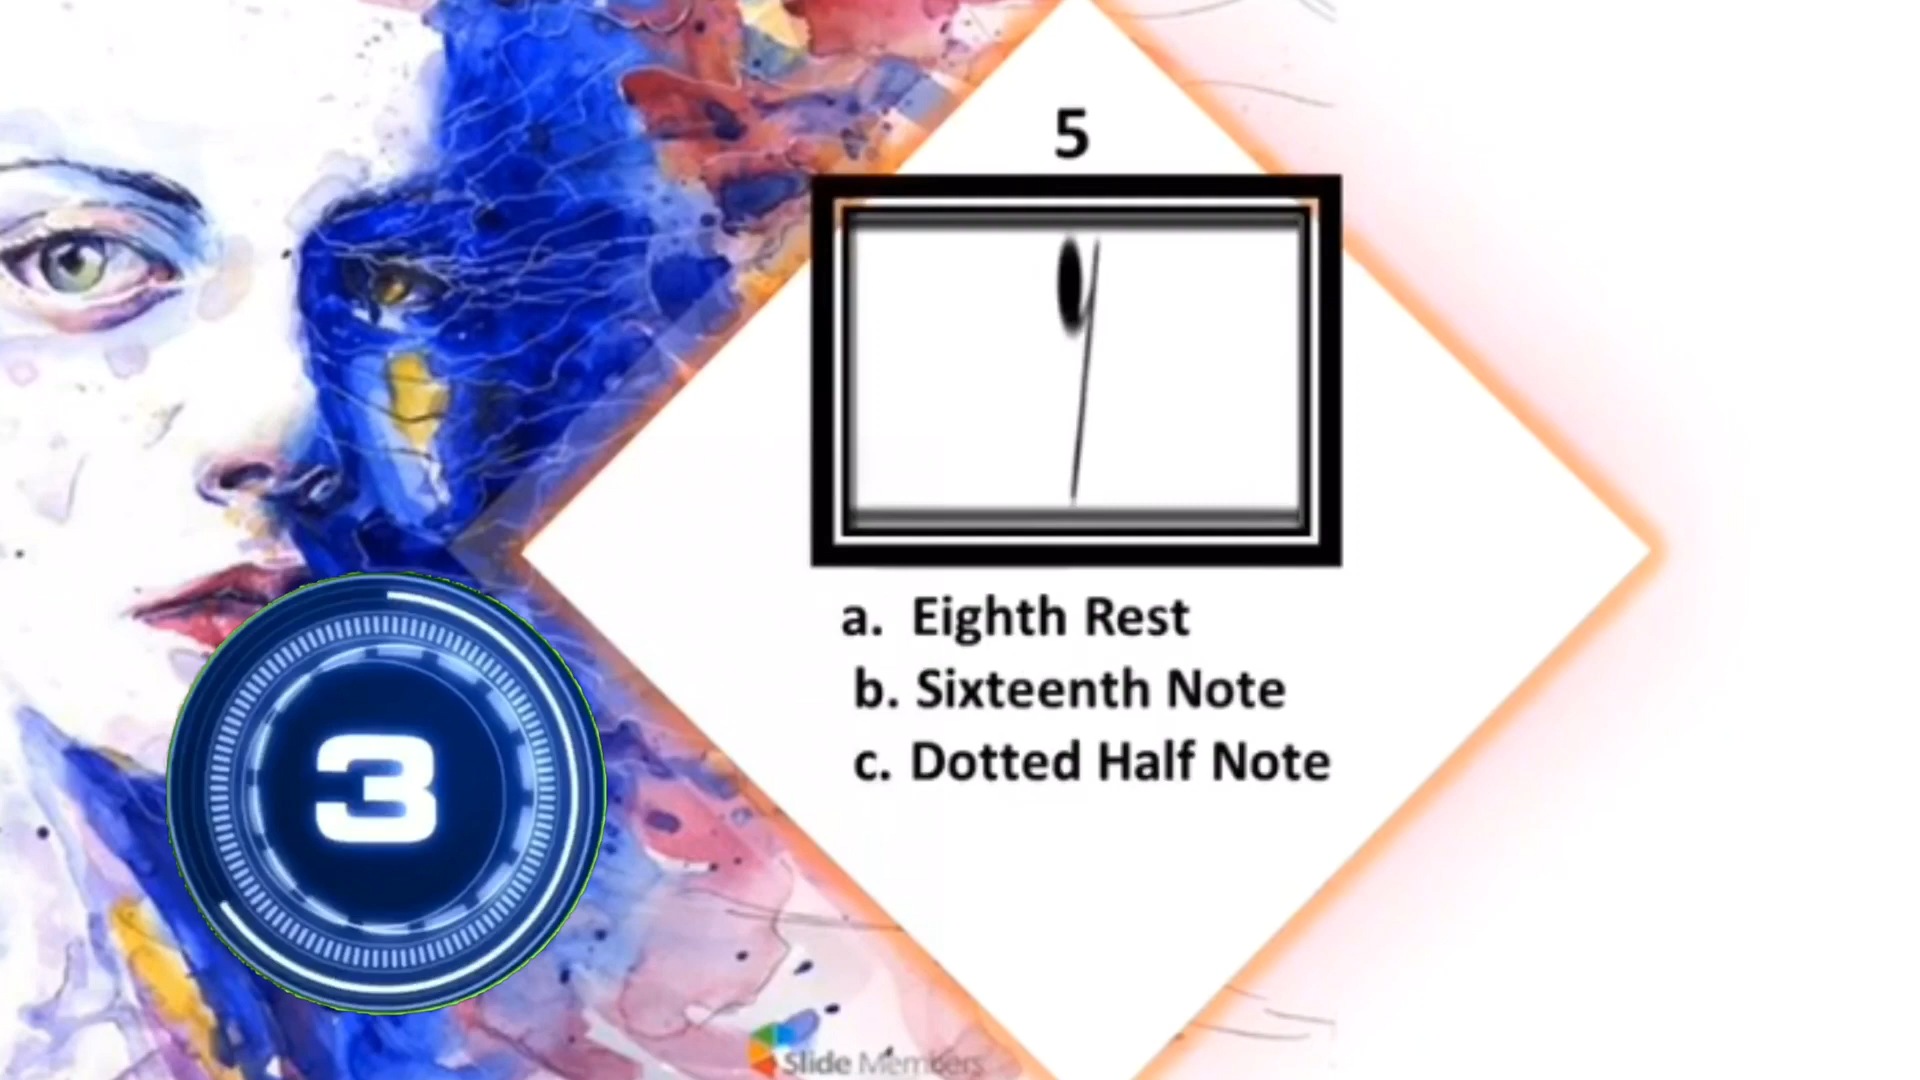 5
a. Eighth Rest
b. Sixteenth Note
c. Dotted Half Note
3
Slide Members